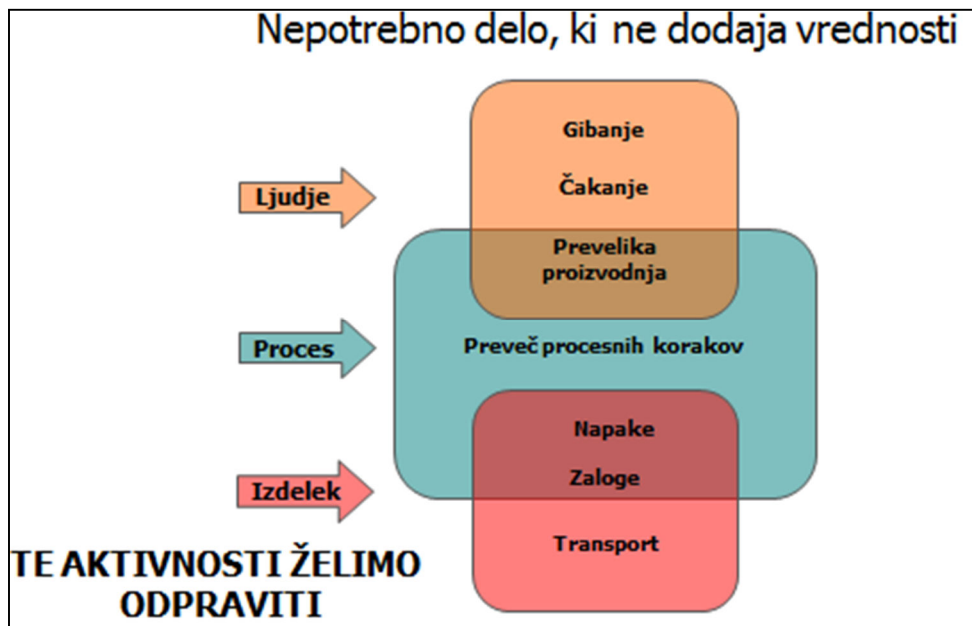 Nepotrebno delo, ki ne dodaja vrednosti
Gibanje
Ljudje
Čakanje
Prevelika
proizvodnja
Proces
Preveč procesnih korakov
Napake
Izdelek
Zaloge
Transport
TE AKTIVNOSTI ŽELIMO
ODPRAVITI